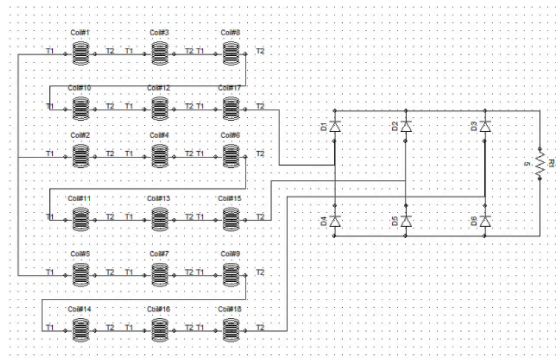 Coil#1 Coil#3 Coil#8
T1 T2 T1 T2 T1 T2
Coil#10 Coil#12 Coil#17
T1 T2 T1 T2 T1 T2
Coil#2 Coil#4 Coil#6
T1 T2 T1 T2 T1 T2
Coil#11 Coil#13 Coil#15
T1 T2 T1 T2 T1 T2
Coil#5 Coil#7 Coil#9
T1 T2 T1 T2 T1 T2
Coil#14 Coil#16 Coil#18
T1 T2 T1 T2 T1 T2
D1 D2 D3
D4 D5 D6
5